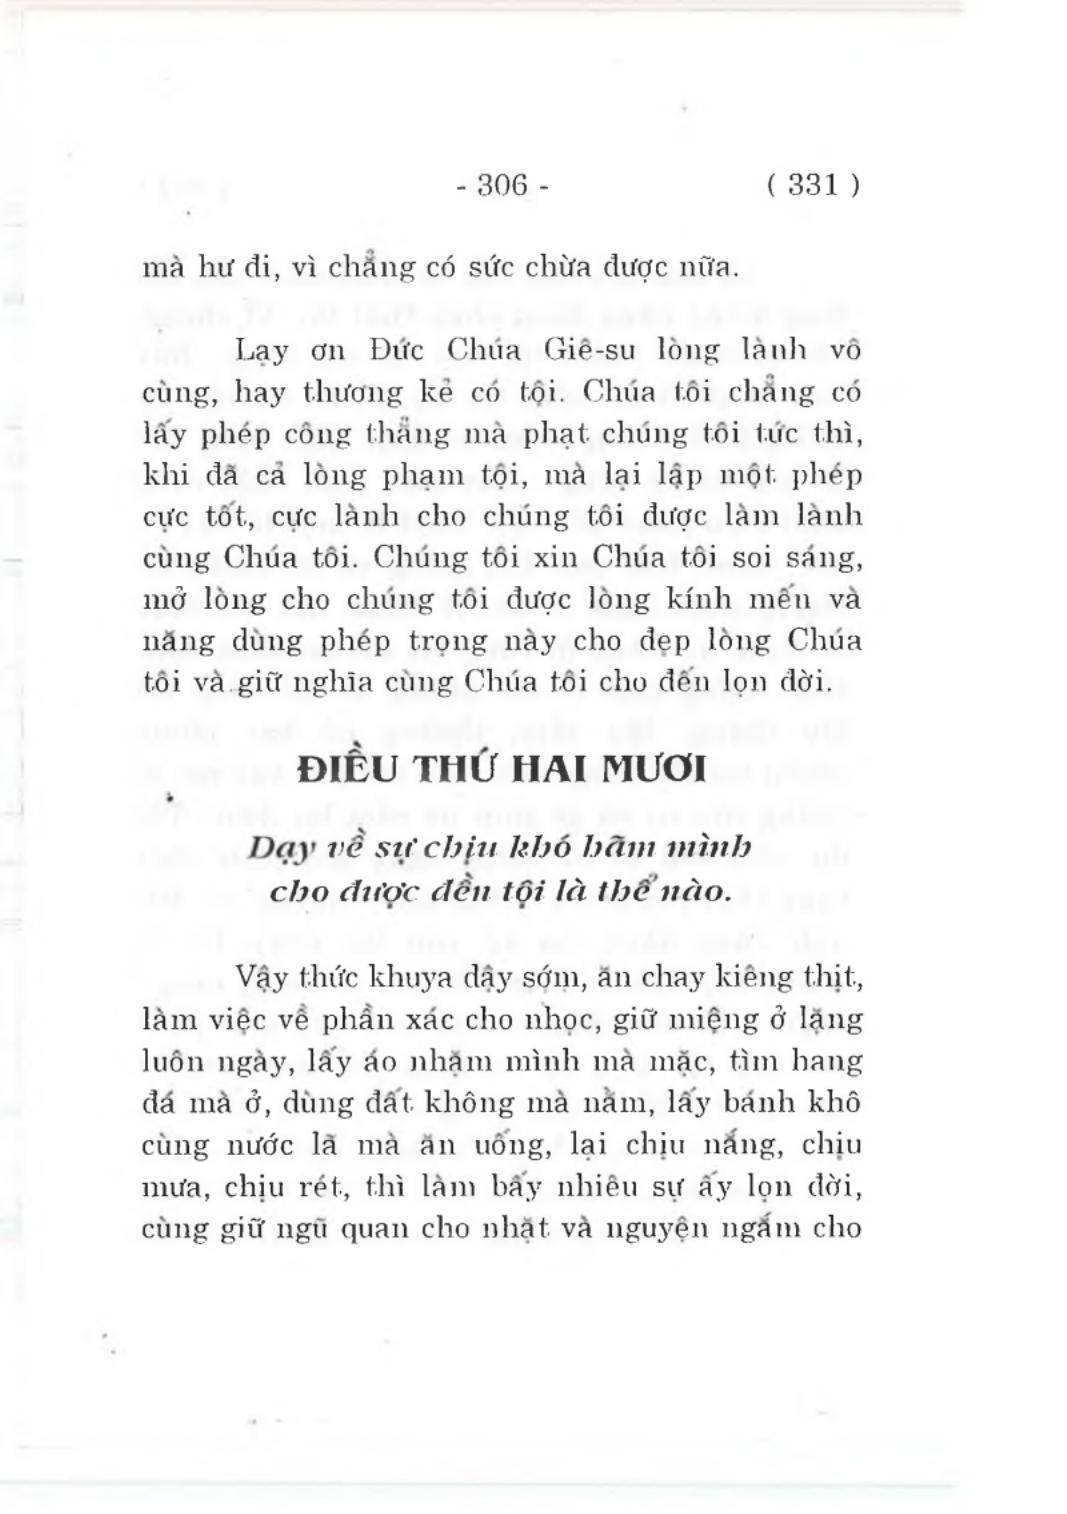 - 306 - ( 331 )
mà hư đi, vì chẳng có sức chừa được nữa.
Lạy ơn Đức Chúa Giê-su lòng lành vô
cùng, hay thương kẻ có tội. Chúa tôi chẳng có
lấy phép công thẳng mà phạt chúng tôi tức thì,
khi đã cả lòng phạm tội, mà lại lập một phép
cực tốt, cực lành cho chúng tôi được làm lành
cùng Chúa tôi. Chúng tôi xin Chúa tôi soi sáng,
mở lòng cho chúng tôi được lòng kính mến và
năng dùng phép trọng này cho đẹp lòng Chúa
tôi và giữ nghĩa cùng Chúa tôi cho đến lọn đời.
ĐIỀU THỨ HAI MƯƠI
Dạy về sự chịu khó hãm mình
cho được đền tội là thể nào.
Vậy thức khuya dậy sớm, ăn chay kiêng thịt,
làm việc về phần xác cho nhọc, giữ miệng ở lặng
luôn ngày, lấy áo nhặm mình mà mặc, tìm hang
đá mà ở, dùng đất không mà nằm, lấy bánh khô
cùng nước lã mà ăn uống, lại chịu nắng, chịu
mưa, chịu rét, thì làm bấy nhiêu sự ấy lọn đời,
cùng giữ ngũ quan cho nhặt và nguyện ngắm cho